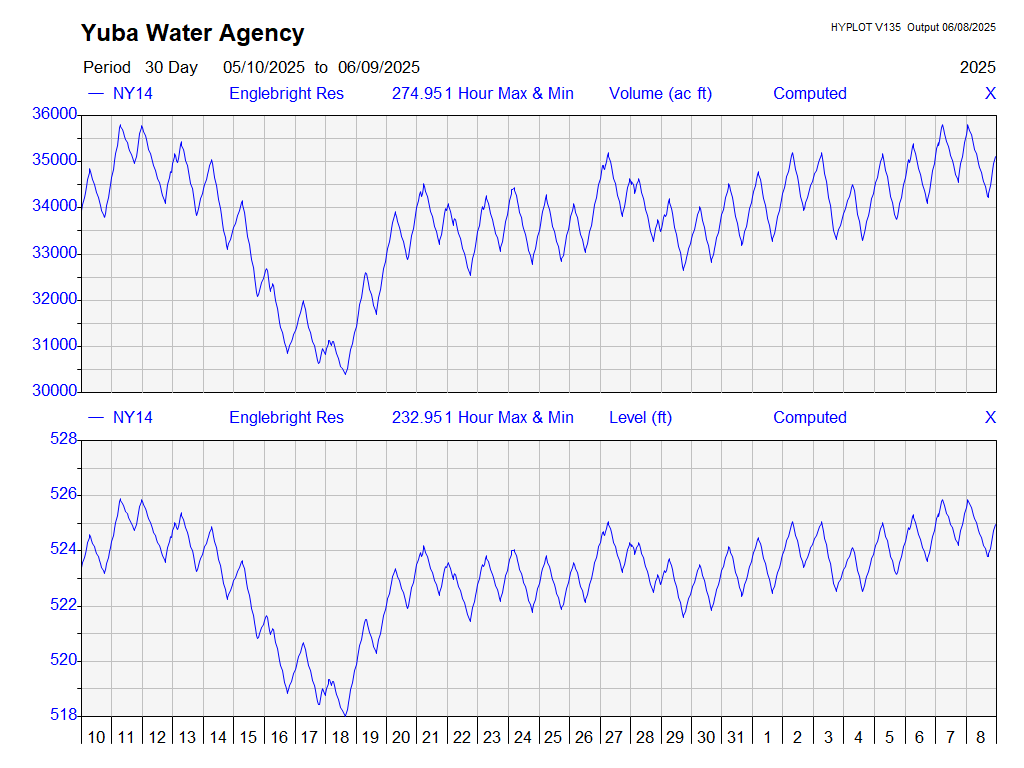 Yuba Water Agency
HYPLOT V135 Output 06/08/2025
Period 30 Day 05/10/2025 to 06/09/2025
2025
NY14 Englebright Res 274.951 Hour Max & Min Volume (ac ft) Computed X
36000
35000
34000
33000
32000
31000
30000
NY14 Englebright Res 232.951 Hour Max & Min Level (ft) Computed X
528
526
524
522
520
518
10 11 12 13 14 15 16 17 18 19 20 21 22 23 24 25 26 27 28 29 30 31 1 2 3 4 5 6 7 8